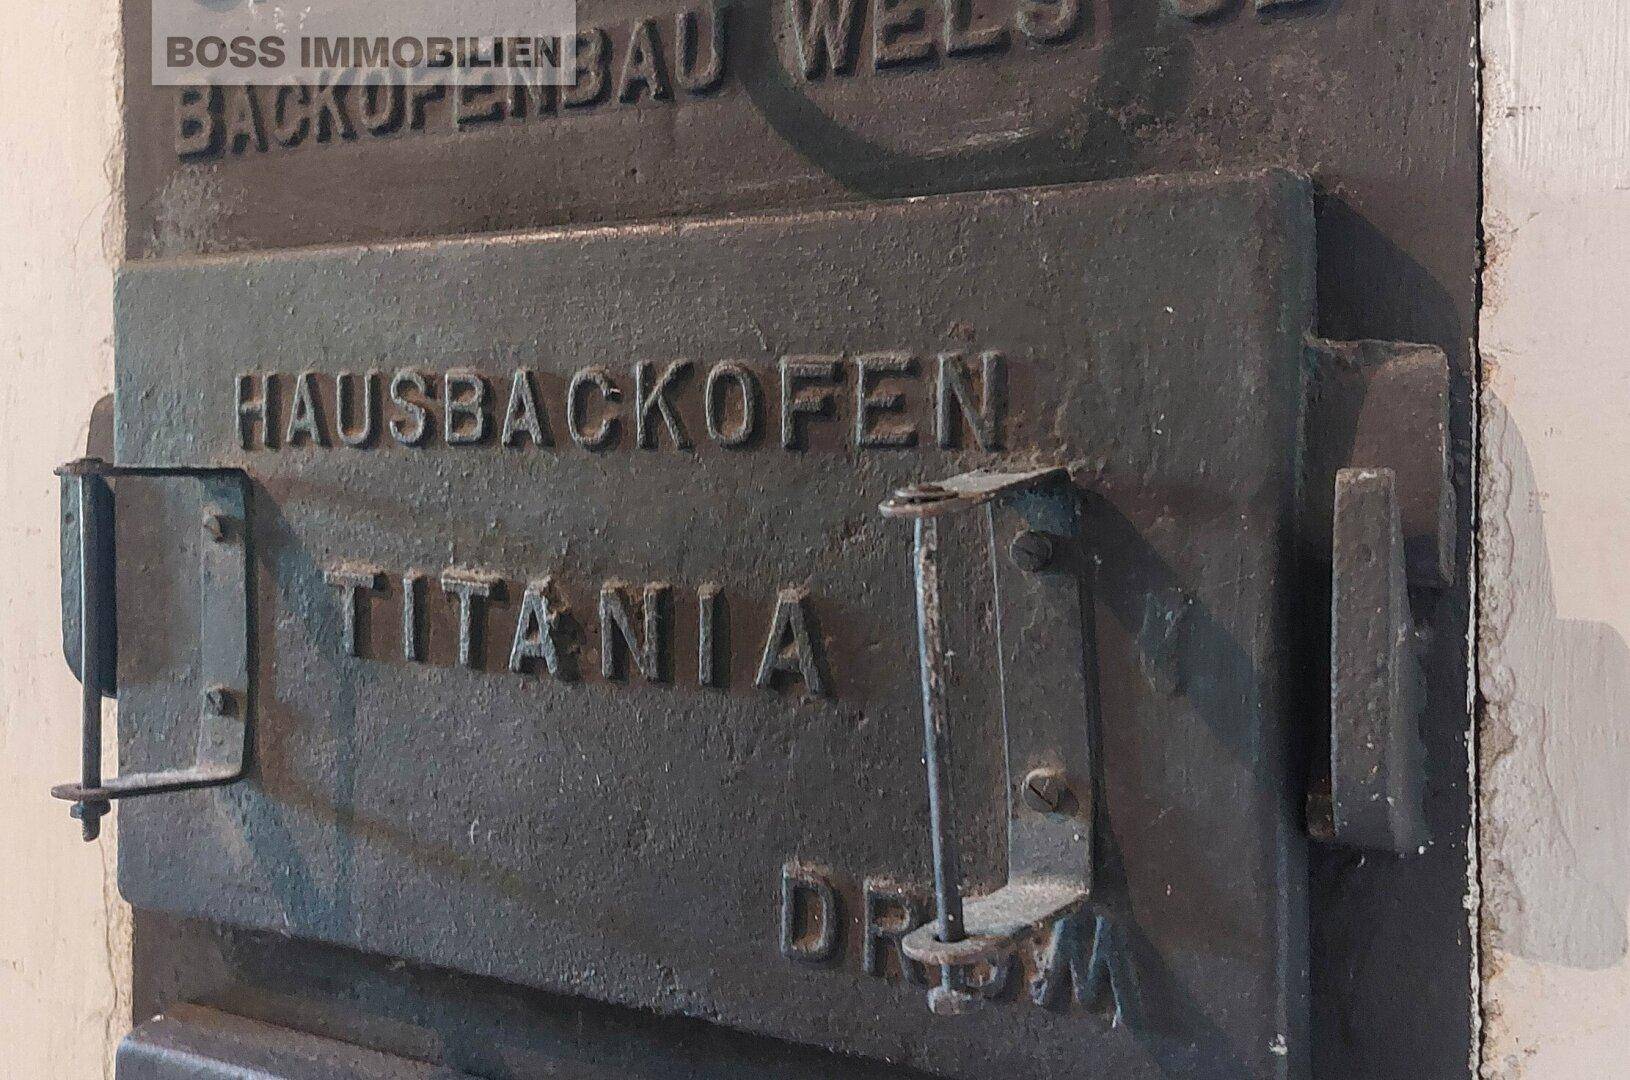 BOSS IMMOBILIEN
BACKOFENBAU WELS
HAUSBACKOFEN
TITANIA